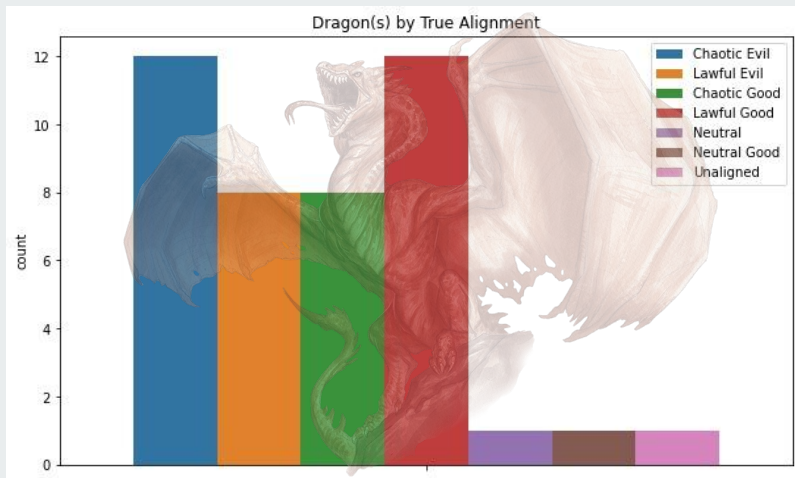 Dragon(s) by True Alignment
12
10
8
6
4
2
0
count
Chaotic Evil
Lawful Evil
Chaotic Good
Lawful Good
Neutral
Neutral Good
Unaligned